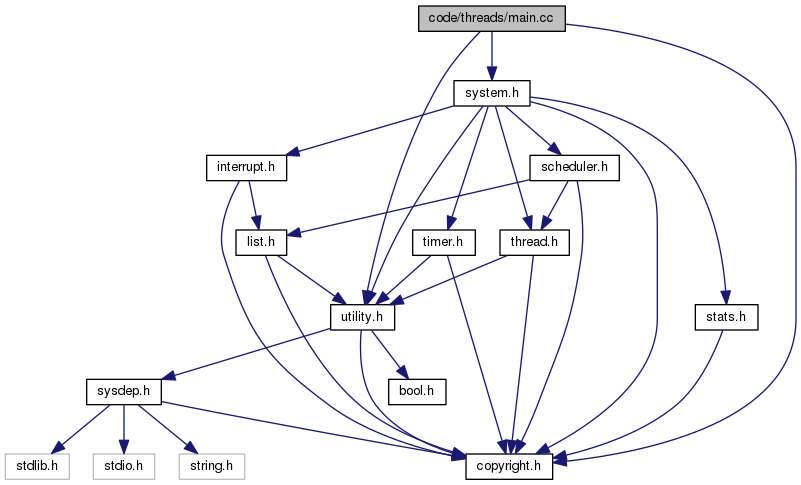 code/threads/main.cc
system.h
interrupt.h
scheduler.h
list.h
timer.h
thread.h
utility.h
stats.h
sysdep.h
bool.h
stdlib.h
stdio.h
string.h
copyright.h